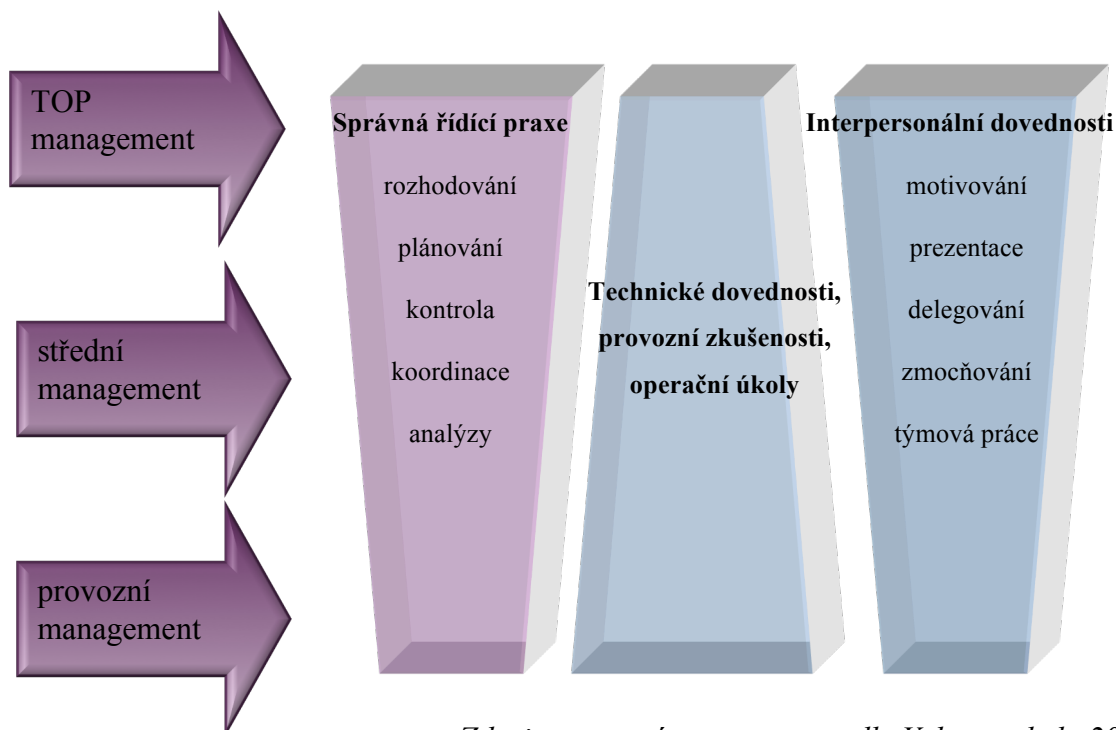 TOP
management
střední
management
provozní
management
Správná řídící praxe
rozhodování
plánování
kontrola
koordinace
analýzy
Technické dovednosti,
provozní zkušenosti,
operační úkoly
Interpersonální dovednosti
motivování
prezentace
delegování
zmocňování
týmová práce